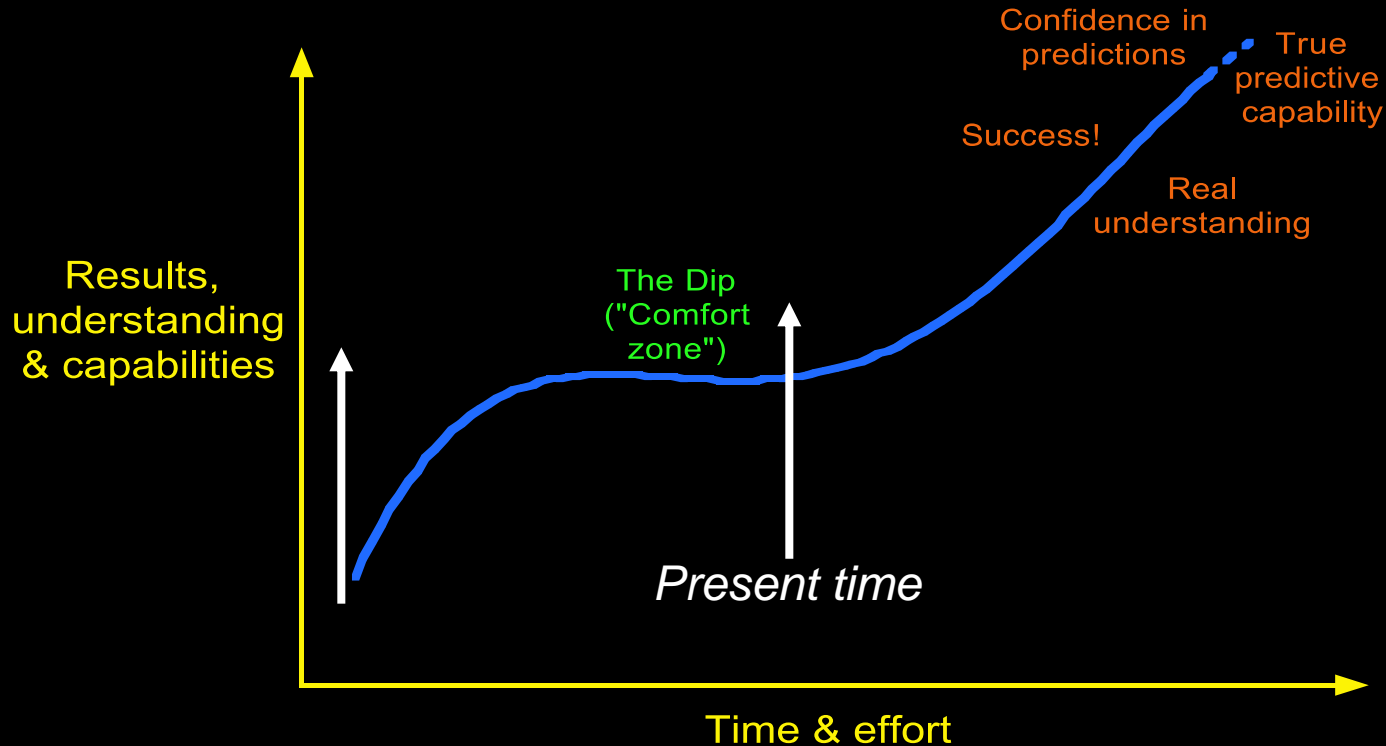 Confidence in
predictions
True
predictive
capability
Success!
Real
understanding
Results,
understanding
& capabilities
The Dip
("Comfort
zone")
Present time
Time & effort